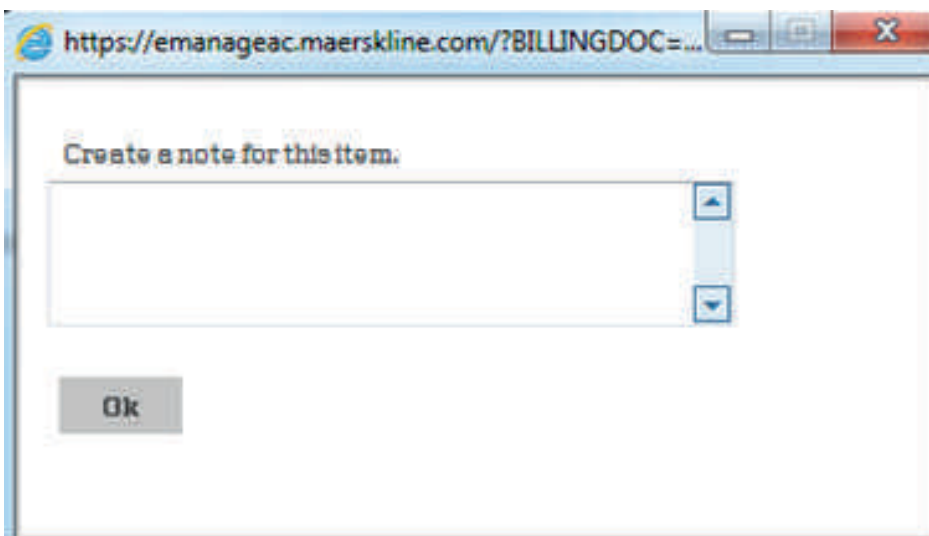 https://emanageac.maerskline.com/?BILLINGDOC=...
Create a note for this item.
Ok